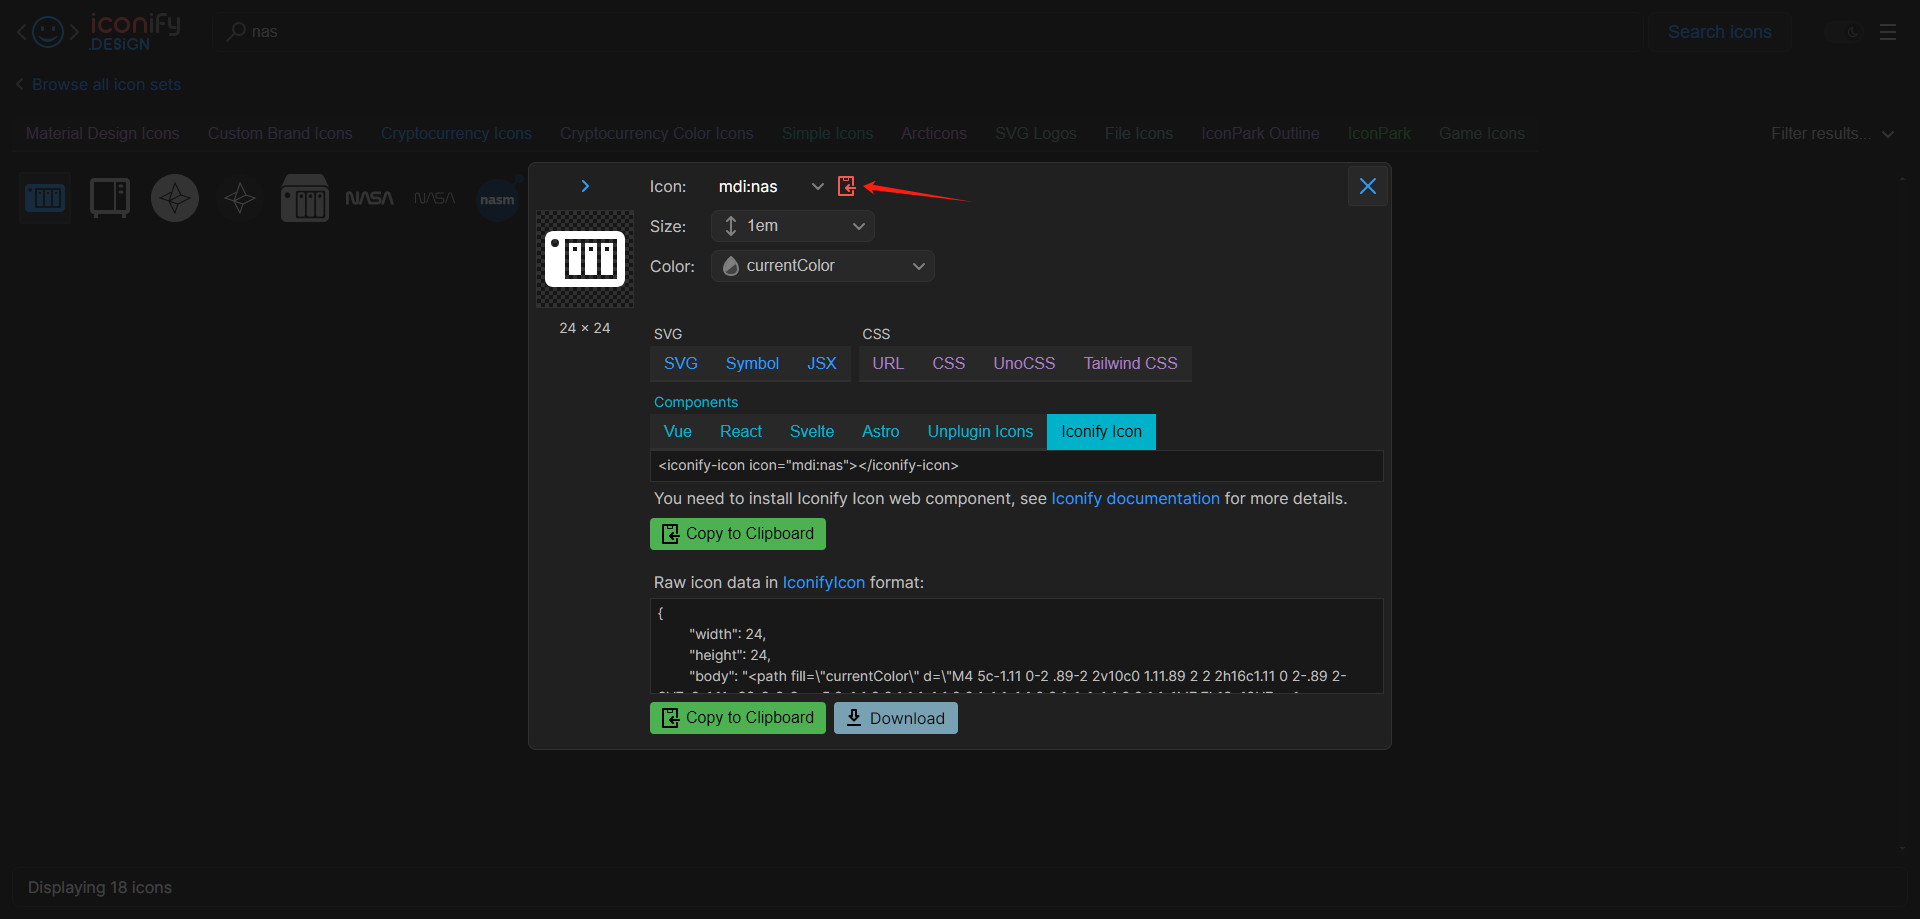 iconify
.DESIGN
nas
Search icons
Browse all icon sets
Material Design Icons Custom Brand Icons Cryptocurrency Icons Cryptocurrency Color Icons Simple Icons Arcticons SVG Logos File Icons IconPark Outline IconPark Game Icons Filter results...
NASA NASA nasm
Icon: mdi:nas
Size: 1em
Color: currentColor
24 × 24
SVG CSS
SVG Symbol JSX URL CSS UnoCSS Tailwind CSS
Components
Vue React Svelte Astro Unplugin Icons Iconify Icon
<iconify-icon icon="mdi:nas"></iconify-icon>
You need to install Iconify Icon web component, see Iconify documentation for more details.
Copy to Clipboard
Raw icon data in IconifyIcon format:
{
"width": 24,
"height": 24,
"body": "<path fill=\"currentColor\" d=\"M4 5c-1.11 0-2 .89-2 2v10c0 1.11.89 2 2 2h16c1.11 0 2-.89 2-
Copy to Clipboard Download
Displaying 18 icons